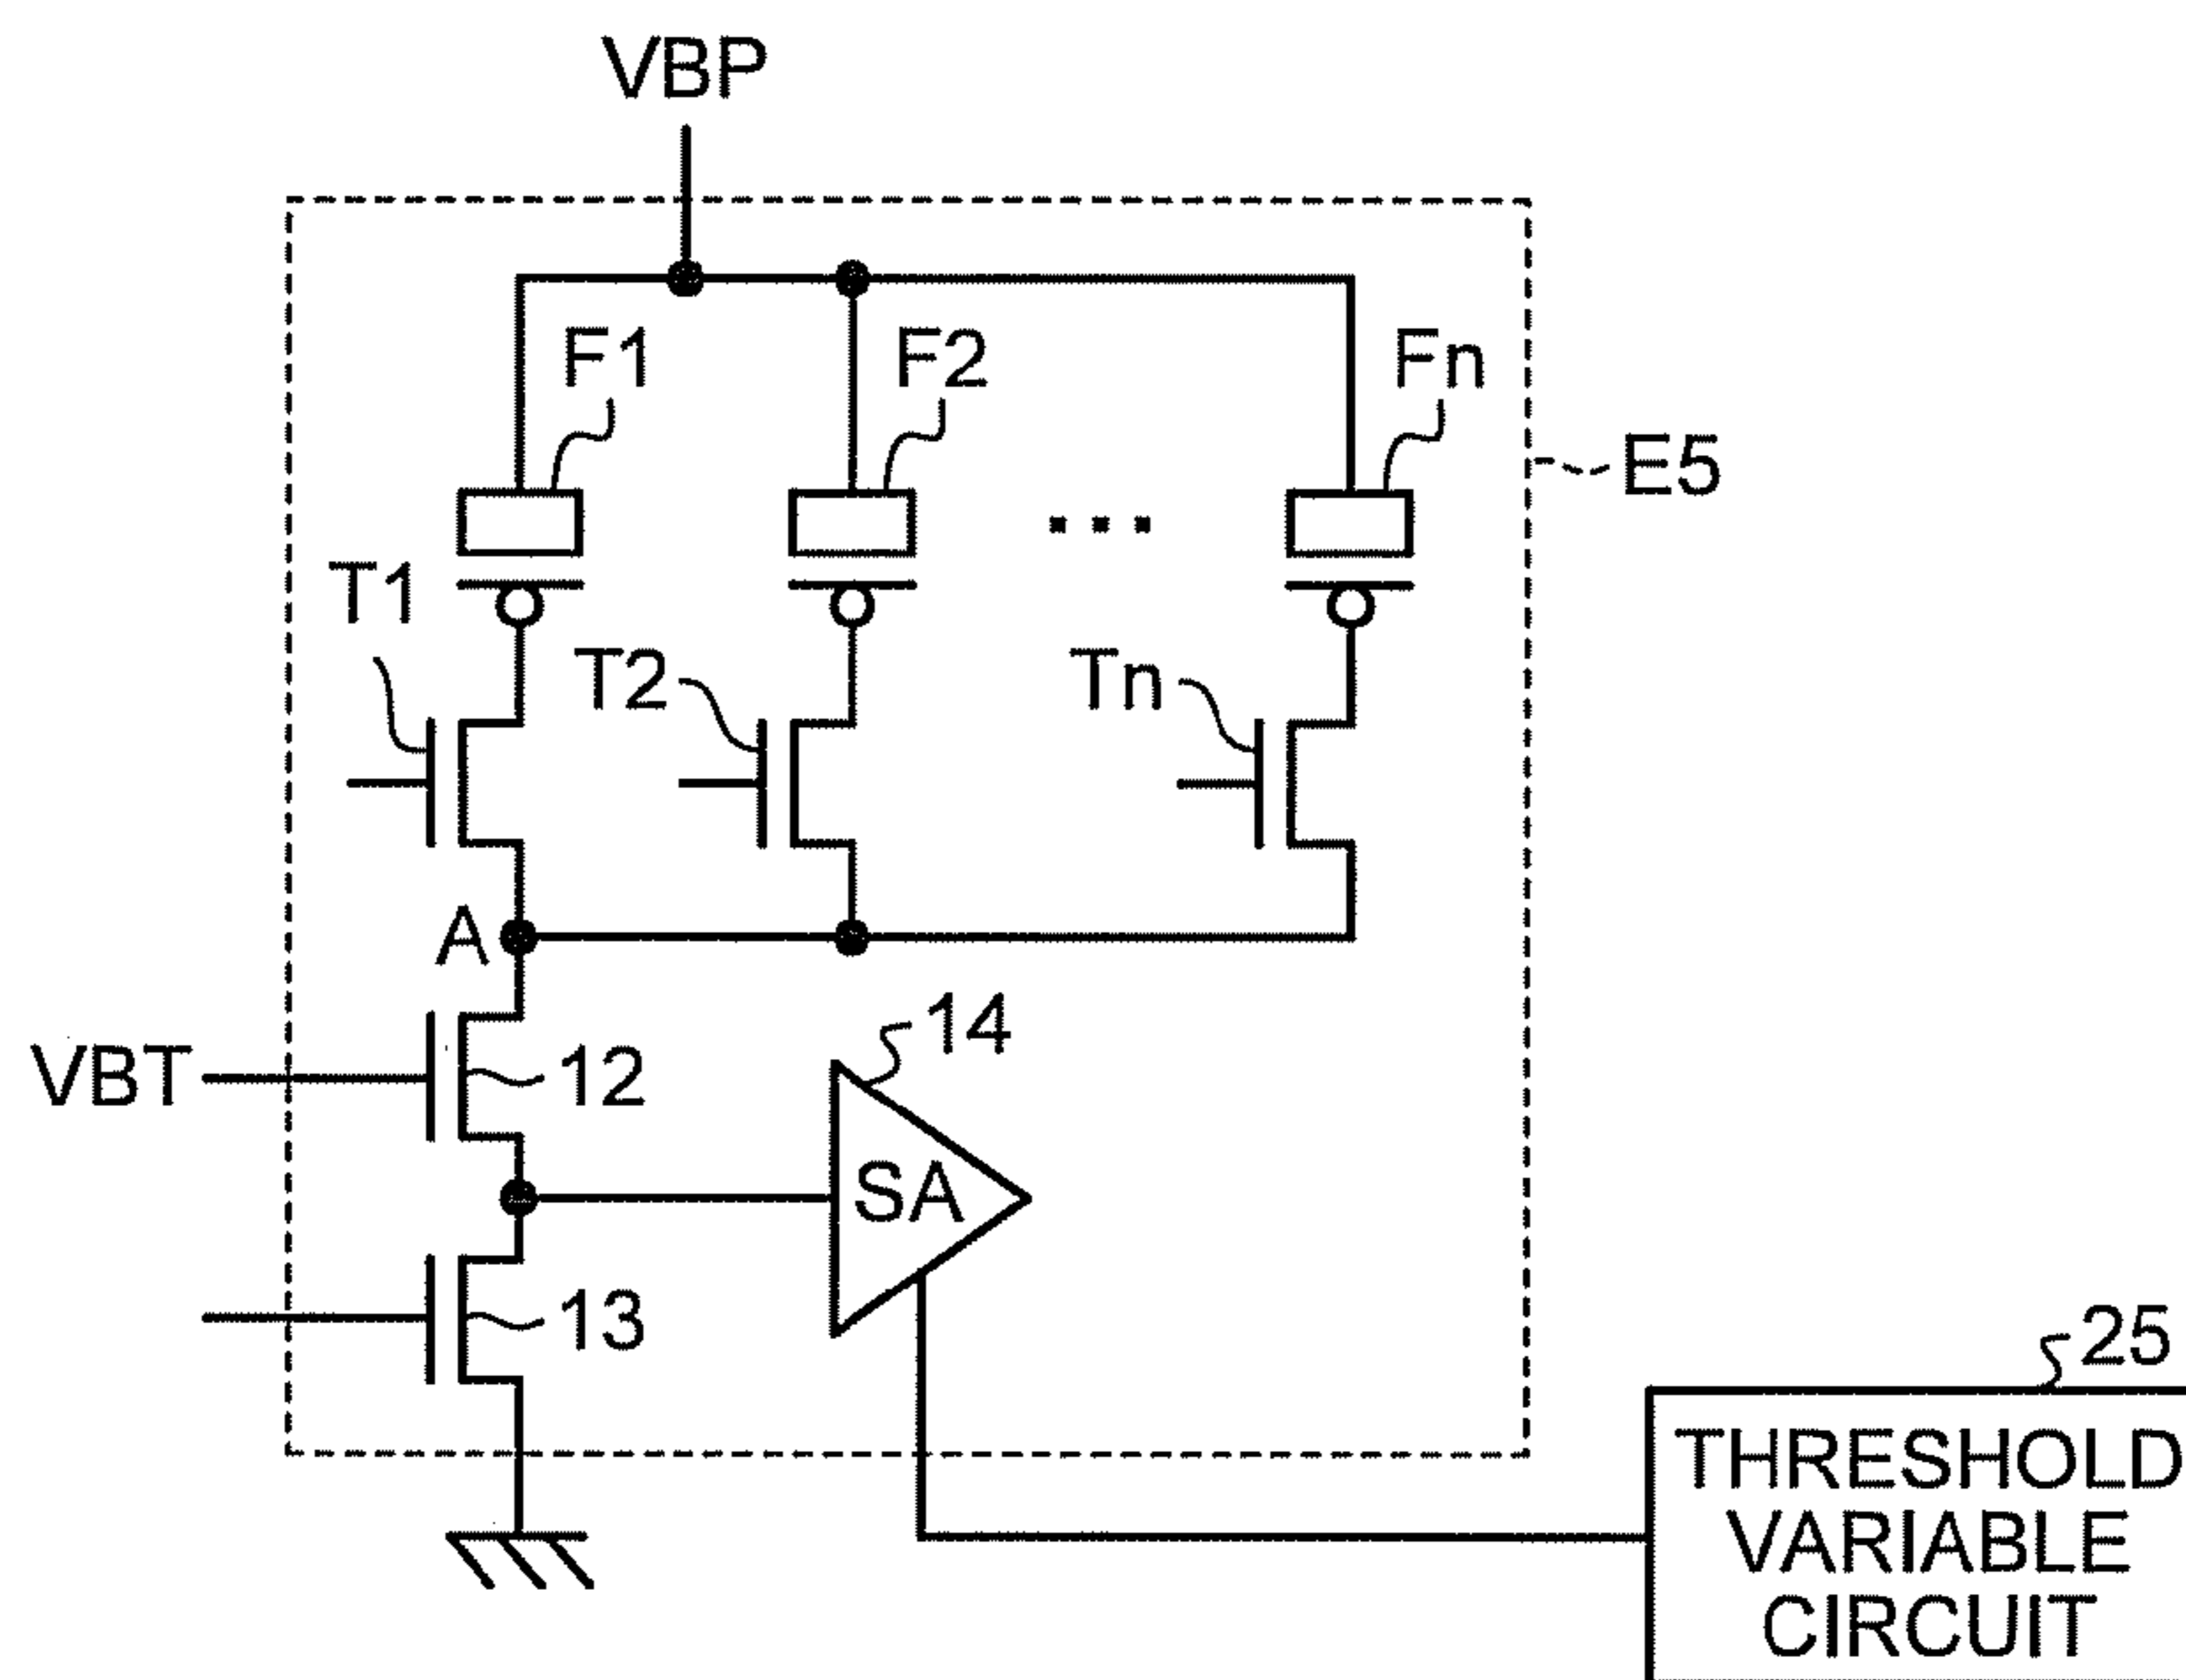 VBP
F1
F2
Fn
E5
T1
T2
Tn
A
14
VBT
12
SA
13
25
THRESHOLD
VARIABLE
CIRCUIT